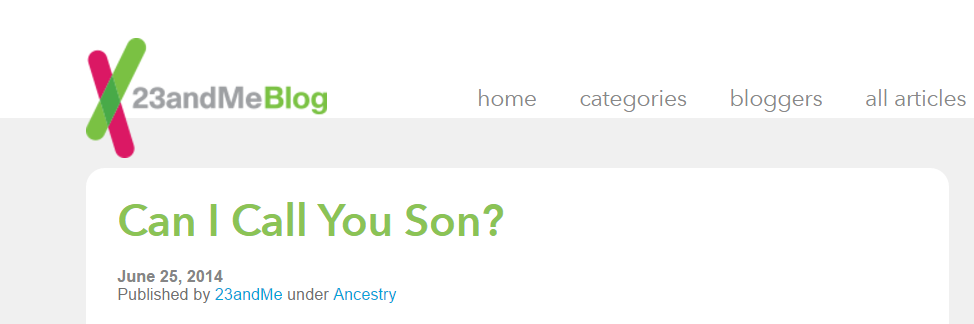 23andMeBlog
home categories bloggers all articles
Can I Call You Son?
June 25, 2014
Published by 23andMe under Ancestry